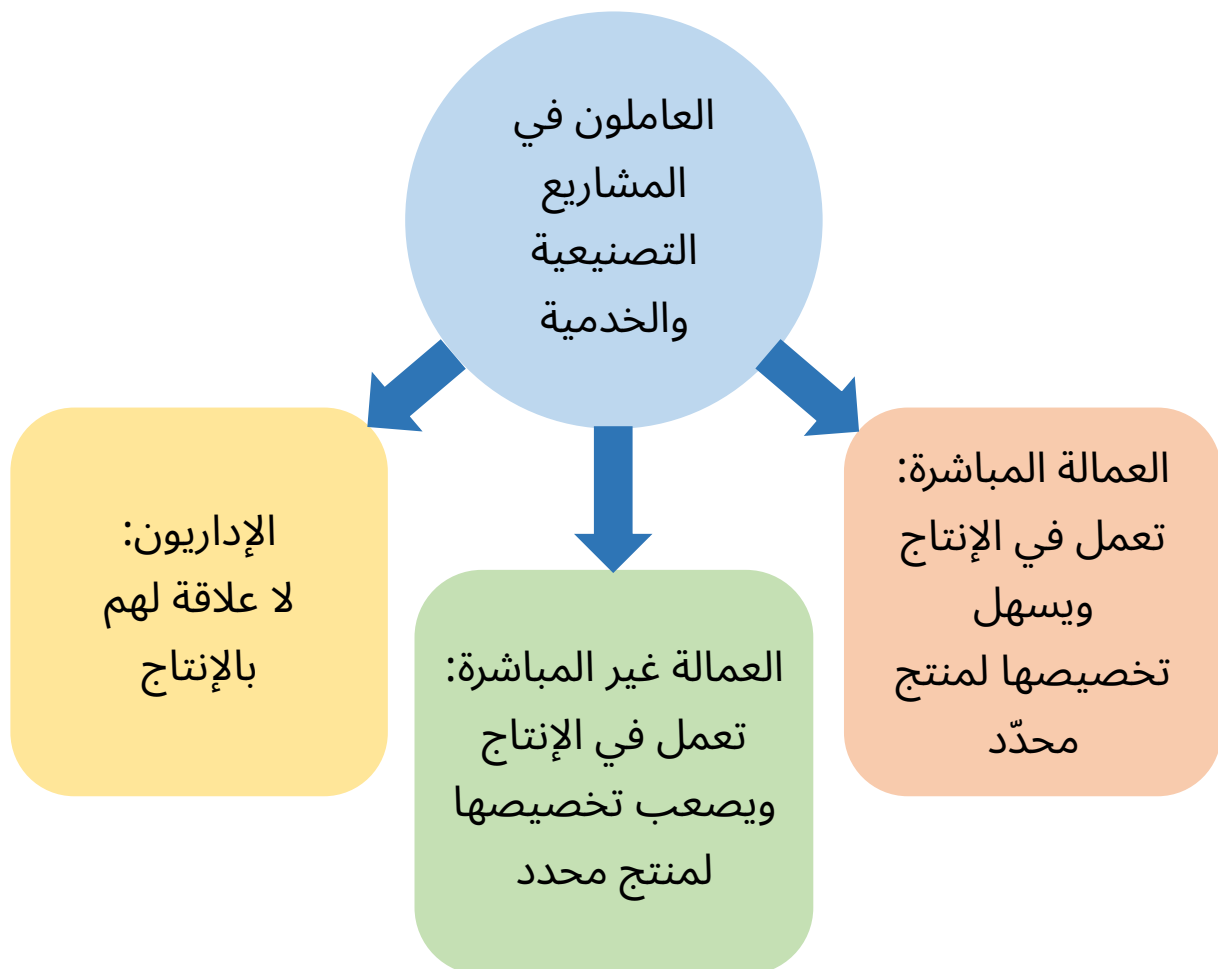 العاملون في
المشاريع
التصنيعية
والخدمية
العمالة المباشرة:
تعمل في الإنتاج
ويسهل
تخصيصها لمنتج
محدّد
العمالة غير المباشرة:
تعمل في الإنتاج
ويصعب تخصيصها
لمنتج محدد
الإداريون:
لا علاقة لهم
بالإنتاج